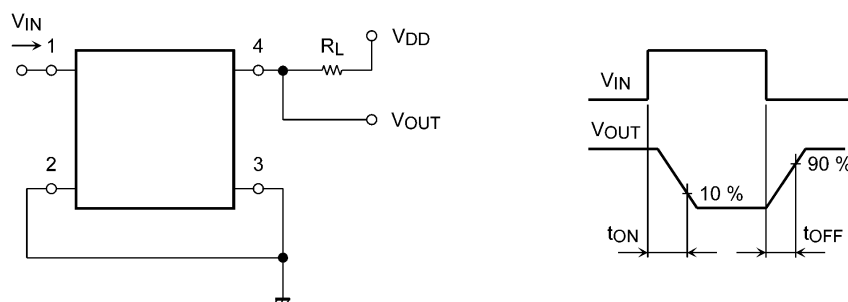 VIN
1
4
RL
VDD
VOUT
2
3
VIN
VOUT
10 %
90 %
tON
tOFF